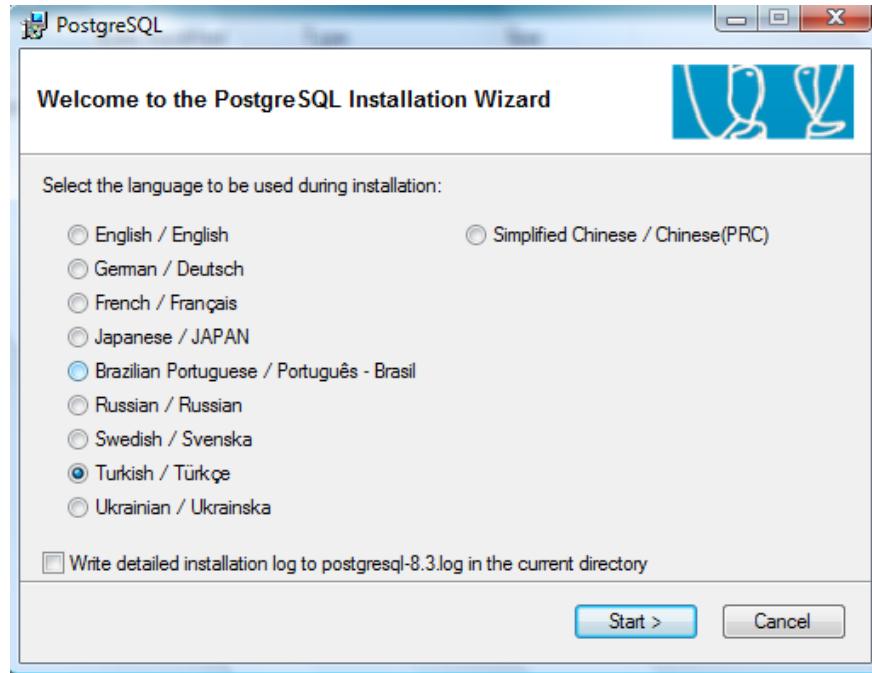 PostgreSQL
Welcome to the PostgreSQL Installation Wizard
Select the language to be used during installation:
English / English
Simplified Chinese / Chinese(PRC)
German / Deutsch
French / Français
Japanese / JAPAN
Brazilian Portuguese / Português - Brasil
Russian / Russian
Swedish / Svenska
Turkish / Türkçe
Ukrainian / Ukrainska
Write detailed installation log to postgresql-8.3.log in the current directory
Start >
Cancel